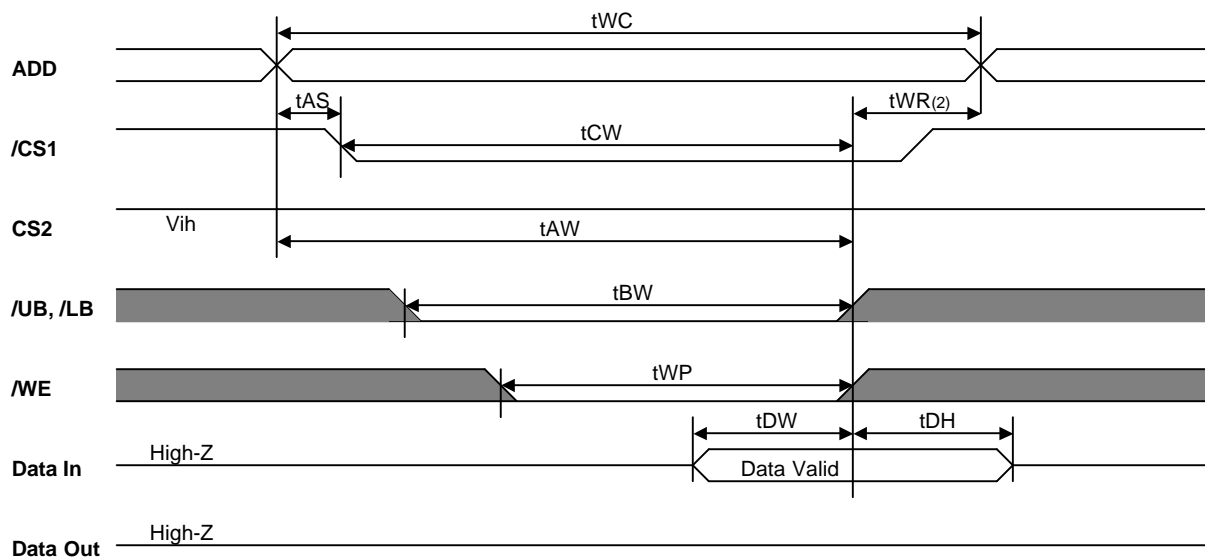 tWC
ADD
tAS
tWR(2)
/CS1
tCW
CS2
Vih
tAW
/UB, /LB
tBW
/WE
tWP
tDW
tDH
Data In
High-Z
Data Valid
Data Out
High-Z